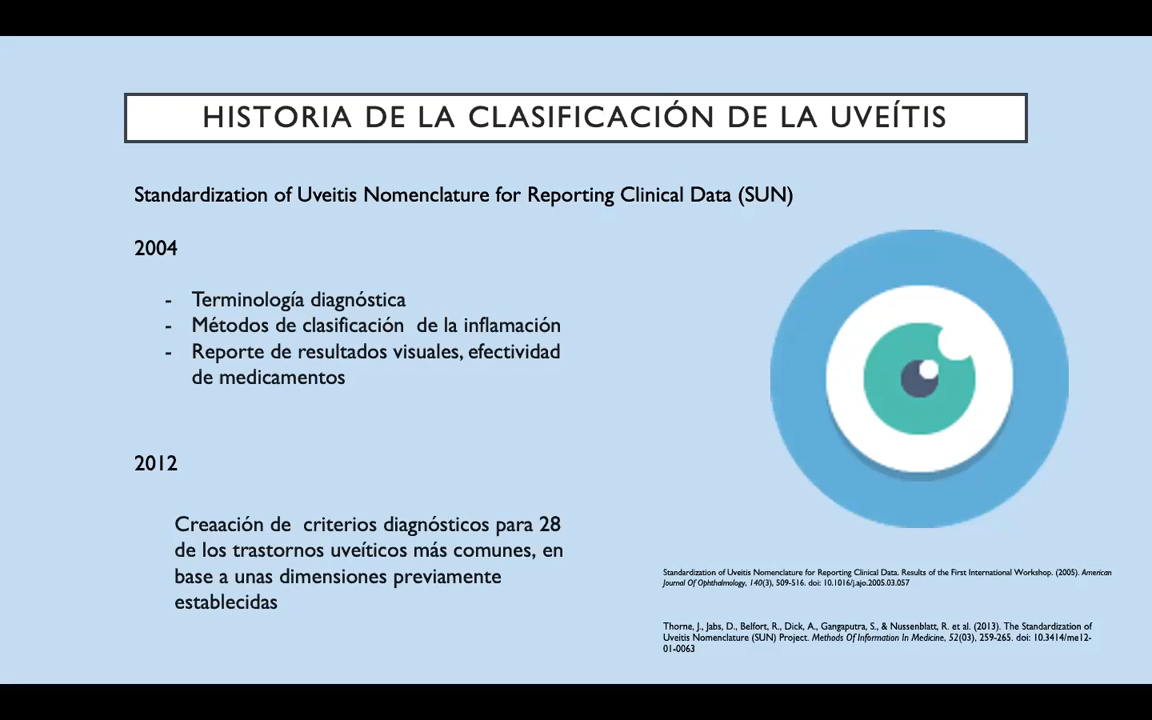 HISTORIA DE LA CLASIFICACIÓN DE LA UVEÍTIS
Standardization of Uveitis Nomenclature for Reporting Clinical Data (SUN)
2004
- Terminología diagnóstica
- Métodos de clasificación  de la inflamación
- Reporte de resultados visuales, efectividad
de medicamentos
2012
Creaación de  criterios diagnósticos para 28
de los trastornos uveíticos más comunes, en
base a unas dimensiones previamente
establecidas
Standardization of Uveitis Nomenclature for Reporting Clinical Data. Results of the First International Workshop. (2005). American
Journal Of Ophthalmology, 140(3), 509-516. doi: 10.1016/j.ajo.2005.03.057
Thorne, J., Jabs, D., Belfort, R., Dick, A., Gangaputra, S., & Nussenblatt, R. et al. (2013). The Standardization of
Uveitis Nomenclature (SUN) Project. Methods Of Information In Medicine, 52(03), 259-265. doi: 10.3414/me12-
01-0063